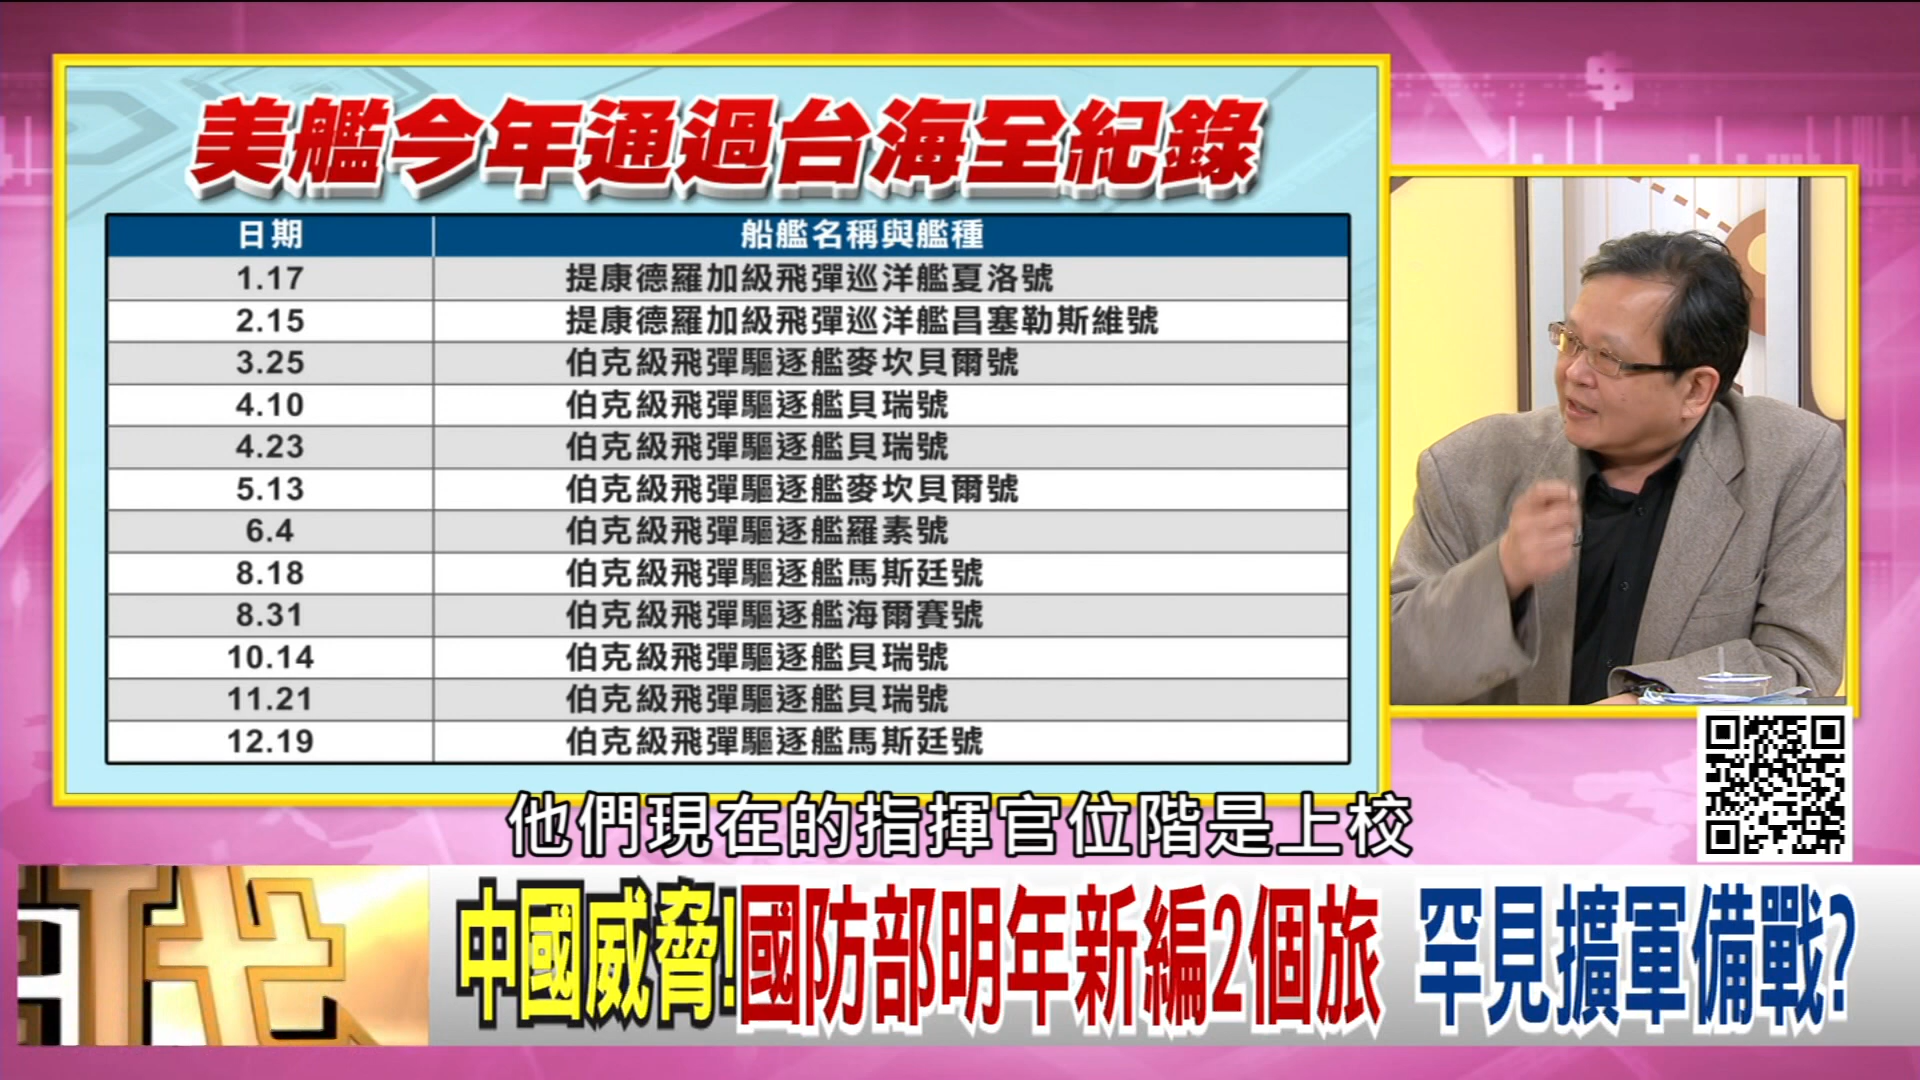 美艦今年通過台海全紀錄
日期 船艦名稱與艦種
1.17 提康德羅加級飛彈巡洋艦夏洛號
2.15 提康德羅加級飛彈巡洋艦昌塞勒斯維號
3.25 伯克級飛彈驅逐艦麥坎貝爾號
4.10 伯克級飛彈驅逐艦貝瑞號
4.23 伯克級飛彈驅逐艦貝瑞號
5.13 伯克級飛彈驅逐艦麥坎貝爾號
6.4 伯克級飛彈驅逐艦羅素號
8.18 伯克級飛彈驅逐艦馬斯廷號
8.31 伯克級飛彈驅逐艦海爾賽號
10.14 伯克級飛彈驅逐艦貝瑞號
11.21 伯克級飛彈驅逐艦貝瑞號
12.19 伯克級飛彈驅逐艦馬斯廷號
他們現在的指揮官位階是上校
中國威脅!國防部明年新編2個旅 罕見擴軍備戰?